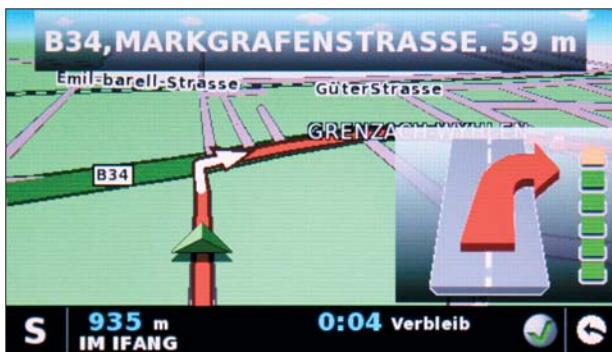 B34,MARKGRAFENSTRASSE. 59 m
Emil-barell-Strasse
GüterStrasse
GRENZACH-WYHLEN
B34
S
935 m
0:04 Verbleib
IM IFANG